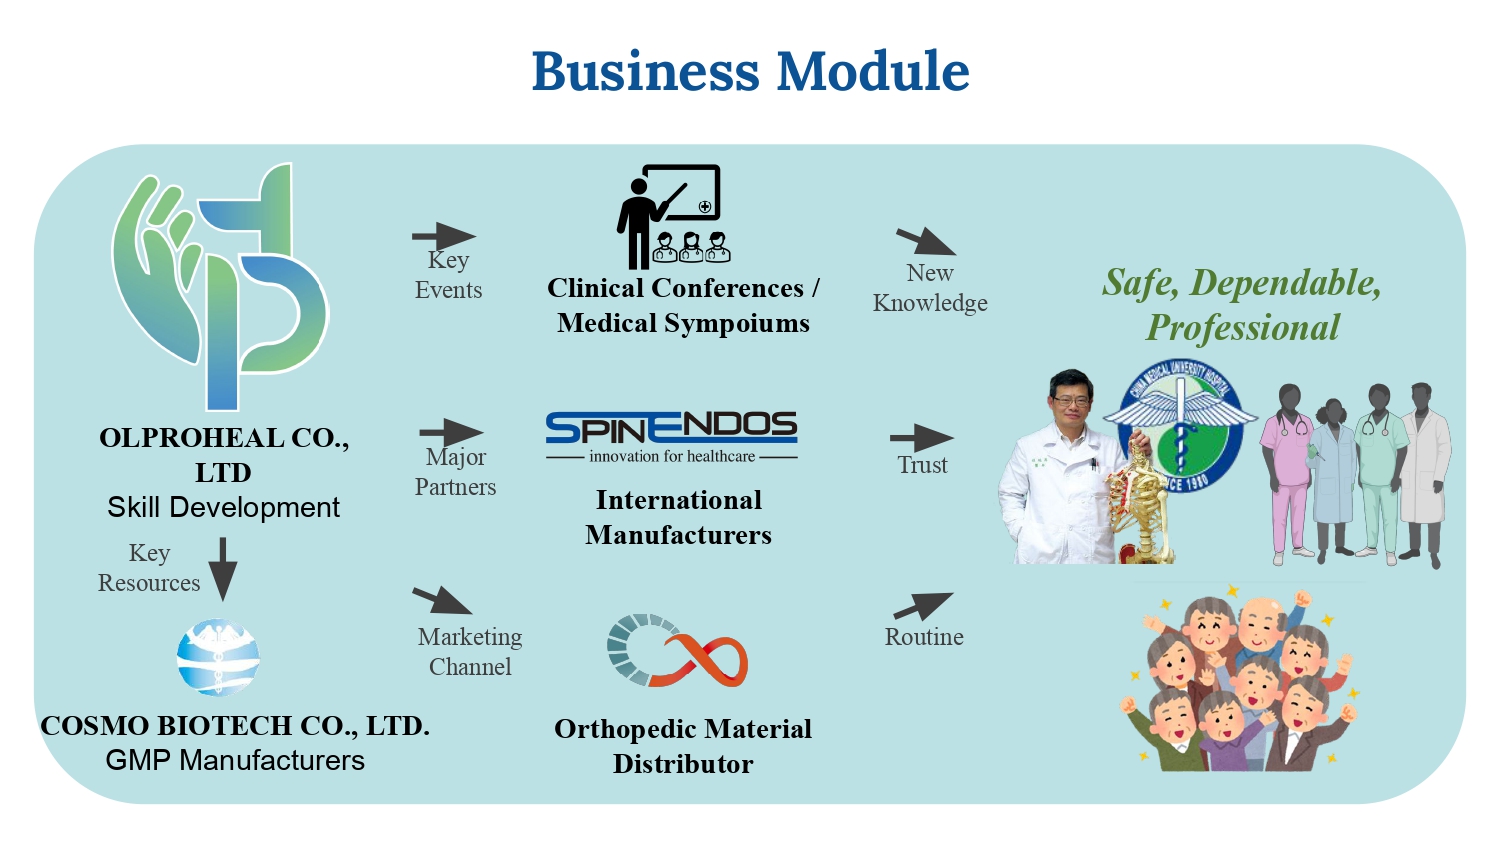 Business Module
Key
Events
Clinical Conferences /
Medical Sympoiums
New
Knowledge
Safe, Dependable,
Professional
CHINA MEDICAL UNIVERSITY HOSPITAL
SINCE 1980
OLPROHEAL CO.,
LTD
Skill Development
Major
Partners
SPINENDOS
innovation for healthcare
International
Manufacturers
Trust
Key
Resources
COSMO BIOTECH CO., LTD.
GMP Manufacturers
Marketing
Channel
Orthopedic Material
Distributor
Routine